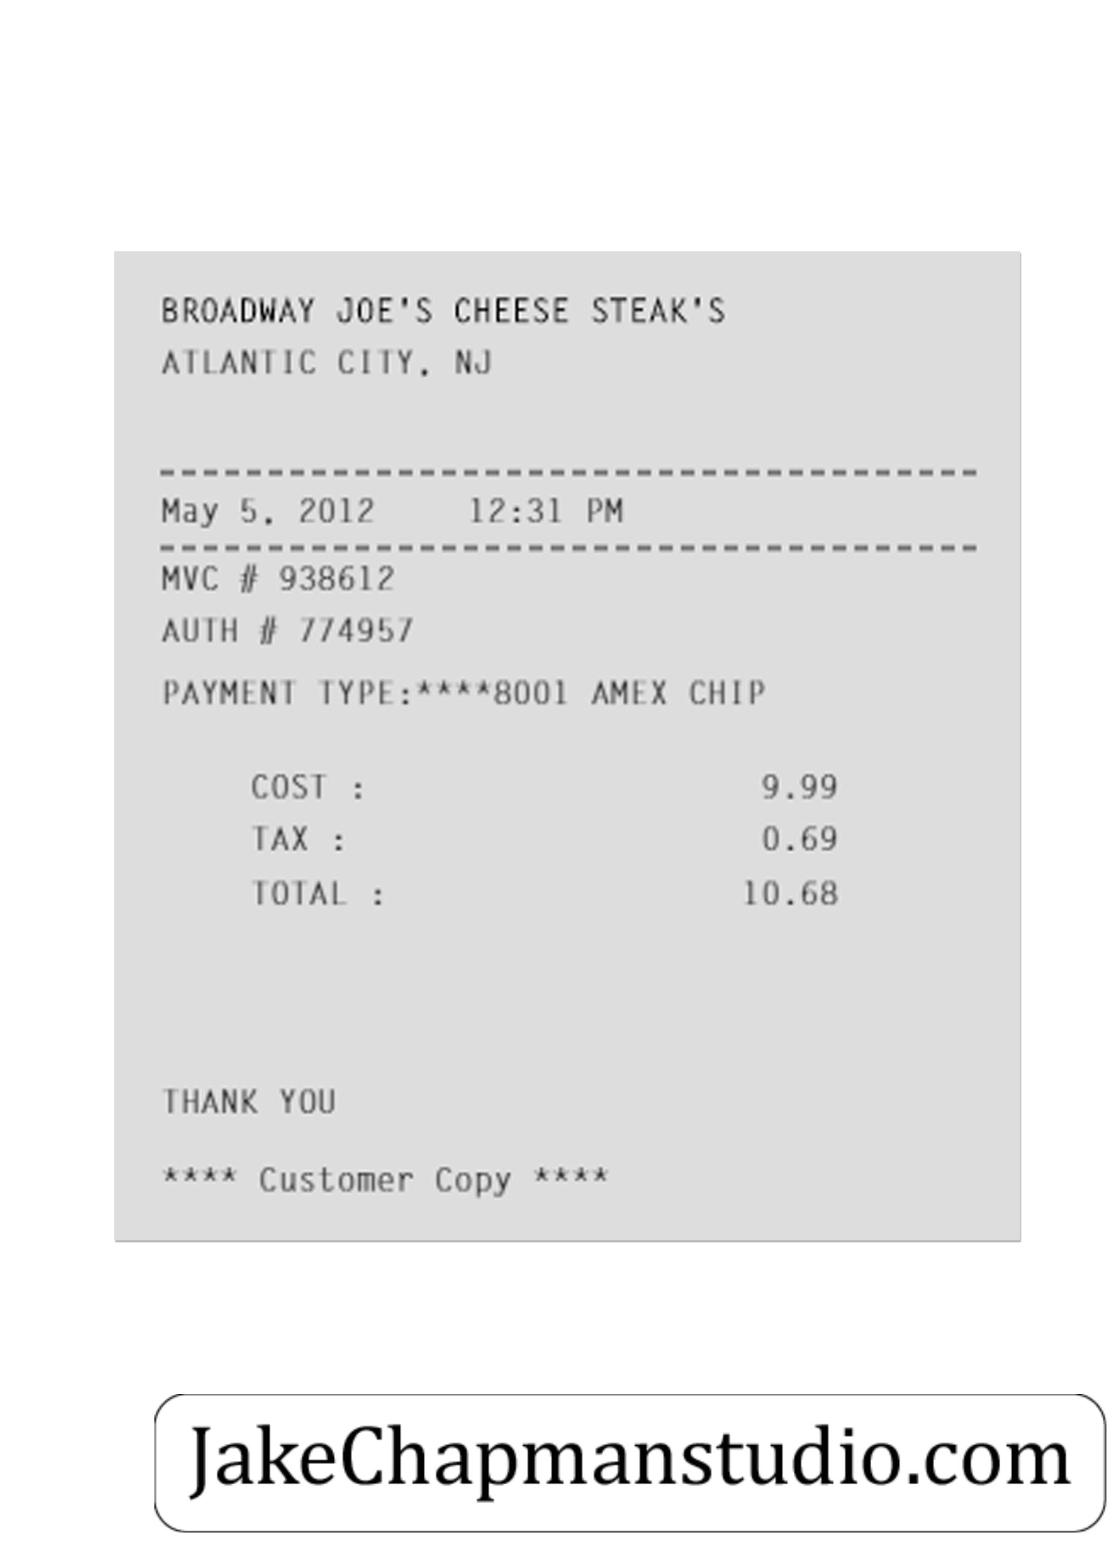 BROADWAY JOE'S CHEESE STEAK'S
ATLANTIC CITY, NJ
--------------------------------------
May 5, 2012 12:31 PM
--------------------------------------
MVC # 938612
AUTH # 774957
PAYMENT TYPE:****8001 AMEX CHIP
COST : 9.99
TAX : 0.69
TOTAL : 10.68
THANK YOU
**** Customer Copy ****
JakeChapmanstudio.com